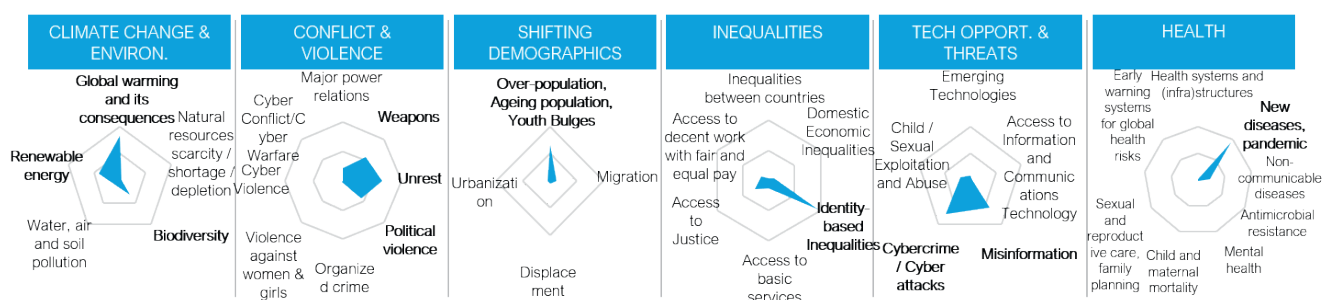 CLIMATE CHANGE &
ENVIRON.
Global warming
and its
consequences
Natural
resources
scarcity /
shortage /
depletion
Renewable
energy
Water, air
and soil
pollution
Biodiversity
CONFLICT &
VIOLENCE
Major power
relations
Cyber
Conflict/C
yber
Warfare
Cyber
Violence
Weapons
Unrest
Political
violence
Violence
against
women &
girls
Organize
d crime
SHIFTING
DEMOGRAPHICS
Over-population,
Ageing population,
Youth Bulges
Urbanizati
on
Migration
Displace
ment
INEQUALITIES
Inequalities
between countries
Access to
decent work
with fair and
equal pay
Domestic
Economic
Inequalities
Access
to
Justice
Identity-
based
Inequalities
Access to
basic
services
TECH OPPORT. &
THREATS
Emerging
Technologies
Child /
Sexual
Exploitation
and Abuse
Access to
Information
and
Communic
ations
Technology
Cybercrime
/ Cyber
attacks
Misinformation
HEALTH
Early
warning
systems
for global
health
risks
Health systems and
(infra)structures
New
diseases,
pandemic
Non-
communicable
diseases
Antimicrobial
resistance
Mental
health
Child and
maternal
mortality
Sexual
and
reproduct
ive care,
family
planning